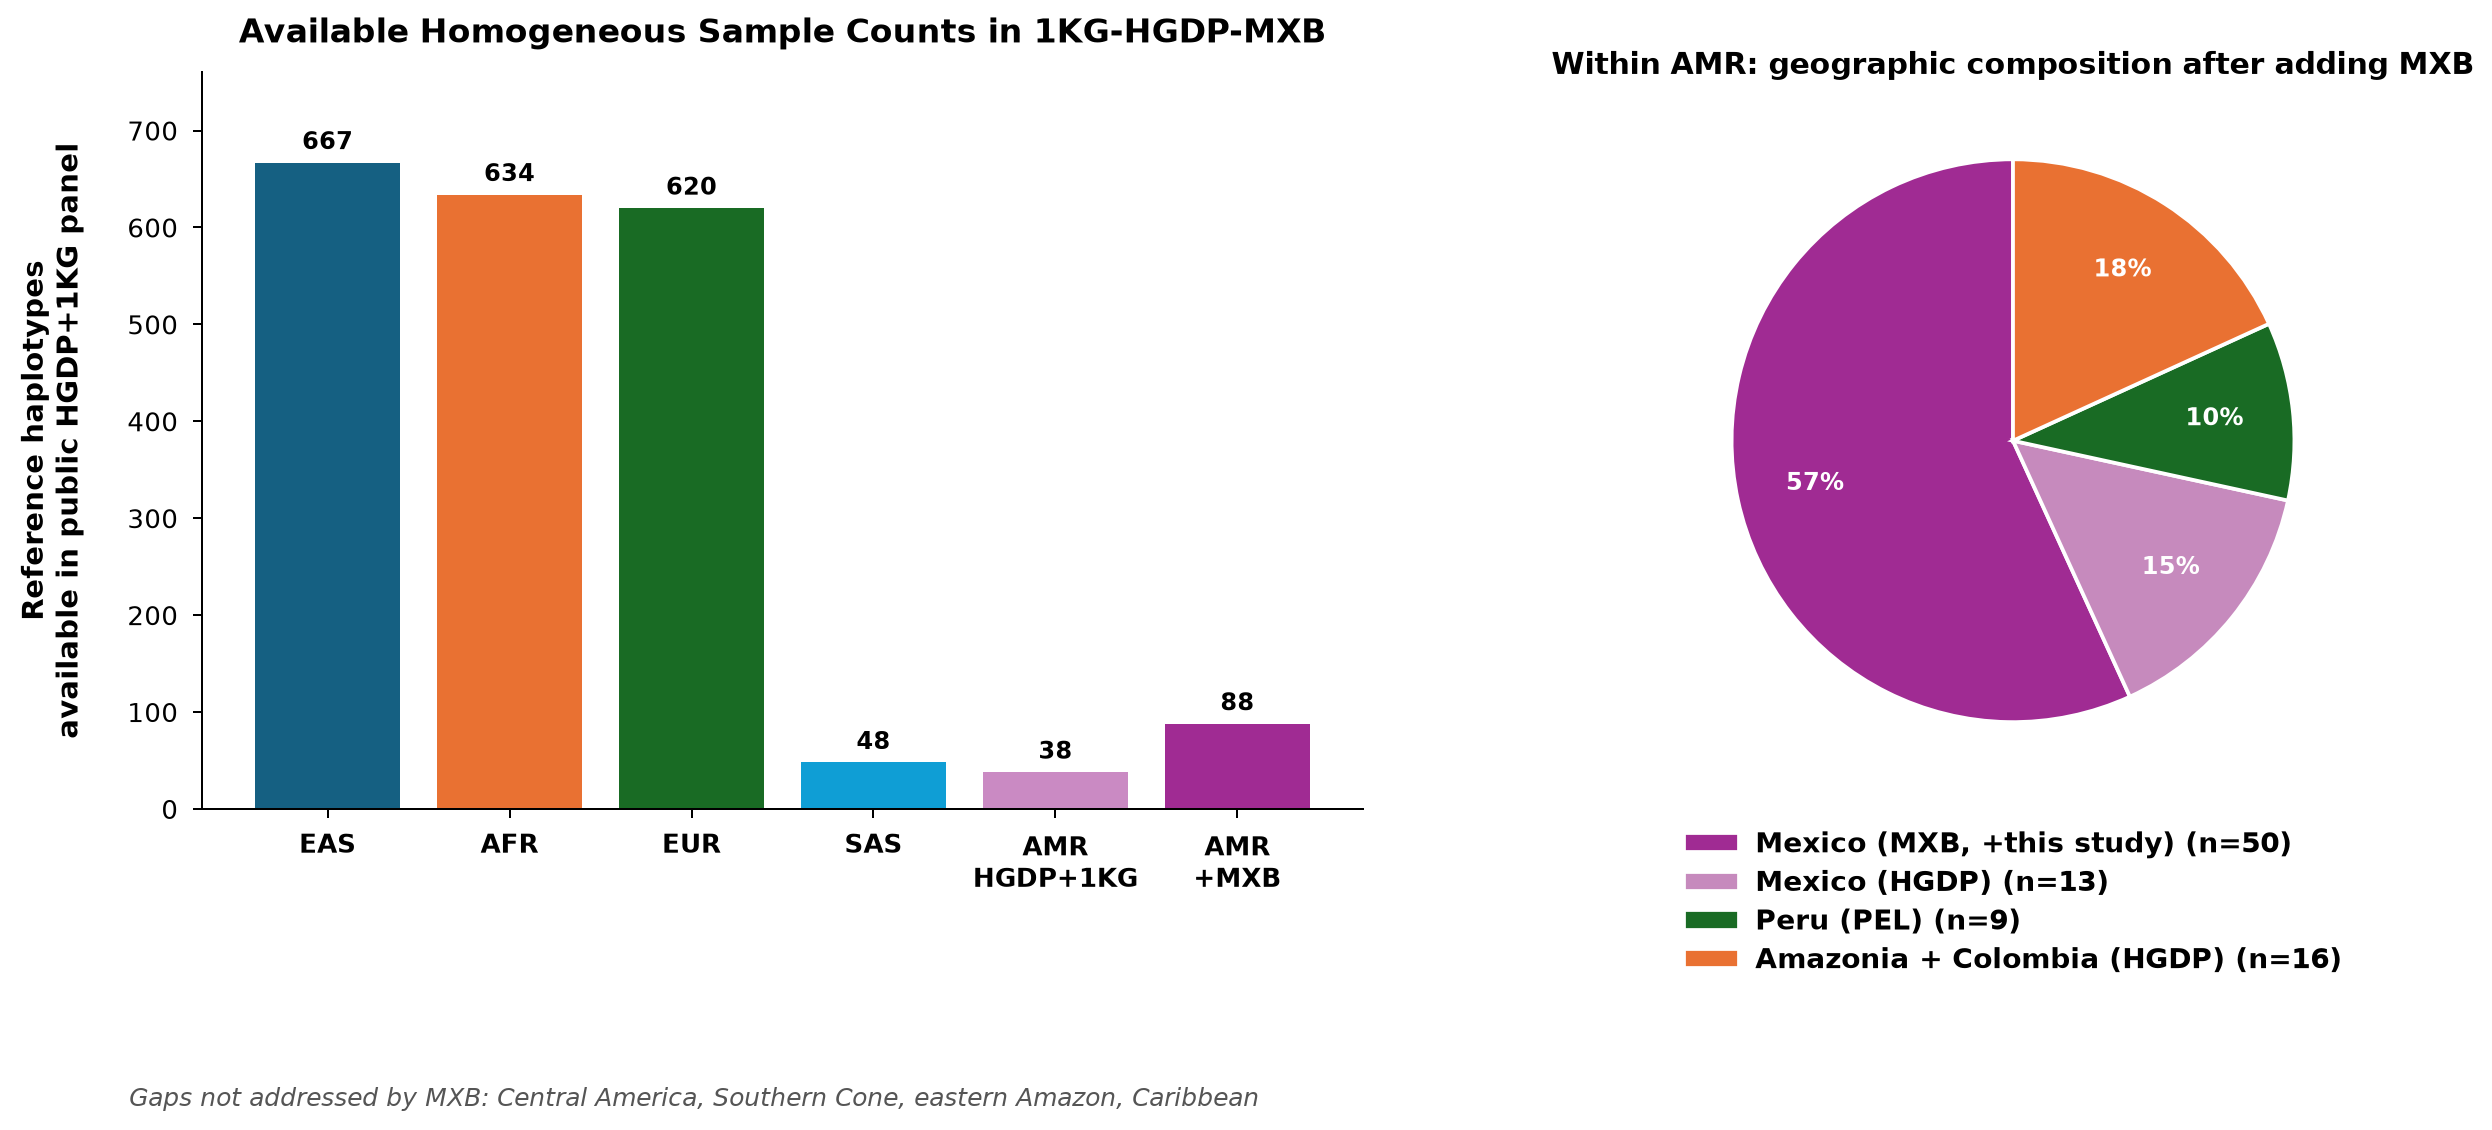 Available Homogeneous Sample Counts in 1KG-HGDP-MXB
Reference haplotypes
available in public HGDP+1KG panel
700
600
500
400
300
200
100
0
667
634
620
48
38
88
EAS
AFR
EUR
SAS
AMR
HGDP+1KG
AMR
+MXB
Within AMR: geographic composition after adding MXB
18%
10%
57%
15%
Mexico (MXB, +this study) (n=50)
Mexico (HGDP) (n=13)
Peru (PEL) (n=9)
Amazonia + Colombia (HGDP) (n=16)
Gaps not addressed by MXB: Central America, Southern Cone, eastern Amazon, Caribbean